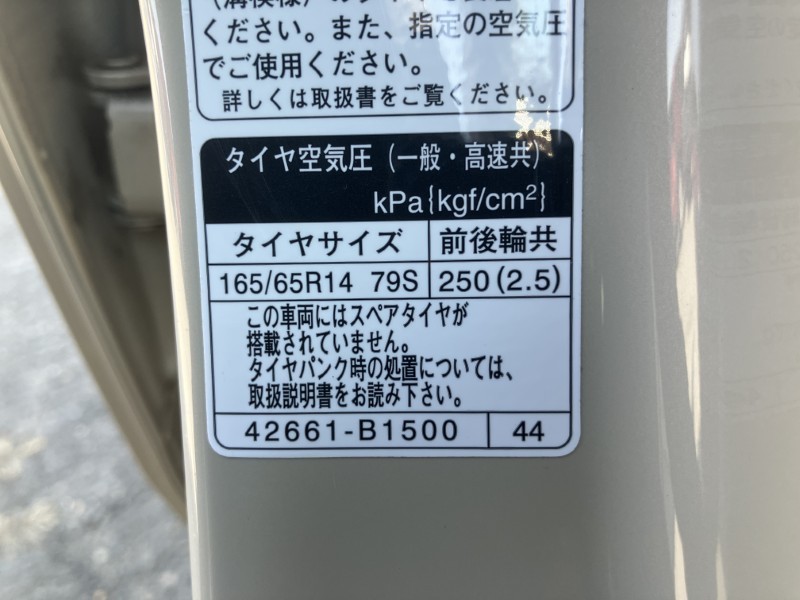 ください。また、指定の空気圧
でご使用ください。
詳しくは取扱書をご覧ください。
タイヤ空気圧（一般・高速共）
kPa{kgf/cm²}
タイヤサイズ 前後輪共
165/65R14 79S 250(2.5)
この車両にはスペアタイヤが
搭載されていません。
タイヤパンク時の処置については、
取扱説明書をお読み下さい。
42661-B1500 44